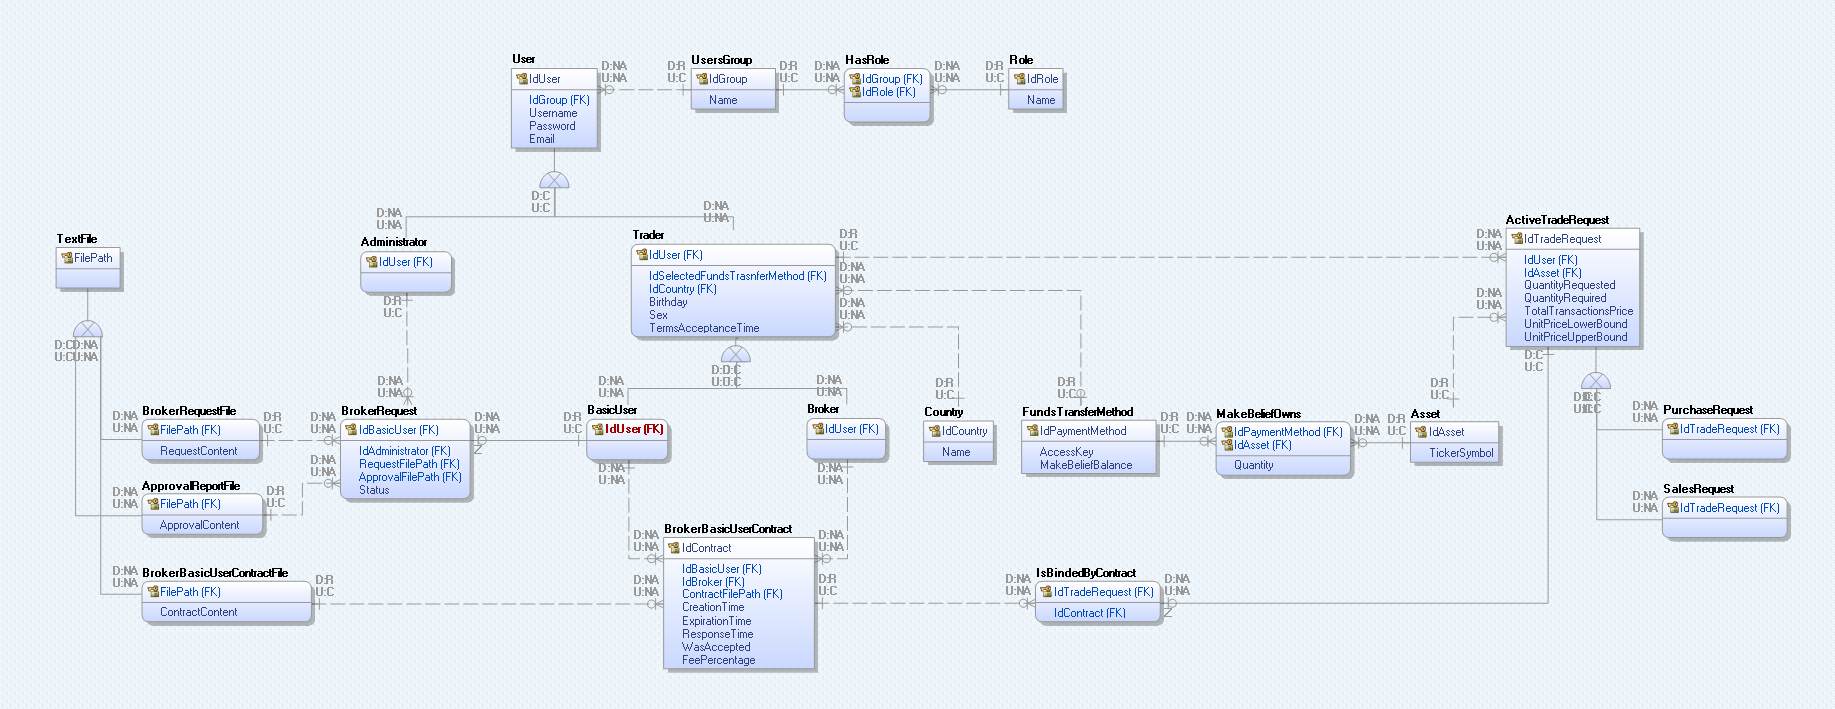 User
IdUser
IdGroup (FK)
Username
Password
Email
D:NA
U:NA
D:R
U:C
UsersGroup
IdGroup
Name
D:R
U:C
D:NA
U:NA
HasRole
IdGroup (FK)
IdRole (FK)
D:NA
U:NA
D:R
U:C
Role
IdRole
Name
D:C
U:C
D:NA
U:NA
D:NA
U:NA
TextFile
FilePath
Administrator
IdUser (FK)
D:R
U:C
Trader
IdUser (FK)
IdSelectedFundsTrasnferMethod (FK)
IdCountry (FK)
Birthday
Sex
TermsAcceptanceTime
D:R
U:C
D:NA
U:NA
D:NA
U:NA
ActiveTradeRequest
IdTradeRequest
IdUser (FK)
IdAsset (FK)
QuantityRequested
QuantityRequired
TotalTransactionsPrice
UnitPriceLowerBound
UnitPriceUpperBound
D:NA
U:NA
D:NA
U:NA
D:C
U:C
D:NA
U:NA
D:NA
U:NA
D:NA
U:NA
D:NA
U:NA
D:R
U:C
D:R
U:C
D:R
U:C
D:NA
U:NA
BrokerRequestFile
FilePath (FK)
RequestContent
D:NA
U:NA
D:R
U:C
D:NA
U:NA
BrokerRequest
IdBasicUser (FK)
IdAdministrator (FK)
RequestFilePath (FK)
ApprovalFilePath (FK)
Status
D:NA
U:NA
Z
D:R
U:C
BasicUser
IdUser (FK)
D:NA
U:NA
Broker
IdUser (FK)
D:NA
U:NA
Country
IdCountry
Name
FundsTransferMethod
IdPaymentMethod
AccessKey
MakeBeliefBalance
D:R
U:C
D:NA
U:NA
MakeBeliefOwns
IdPaymentMethod (FK)
IdAsset (FK)
Quantity
D:NA
U:NA
D:R
U:C
Asset
IdAsset
TickerSymbol
PurchaseRequest
IdTradeRequest (FK)
D:NA
U:NA
SalesRequest
IdTradeRequest (FK)
ApprovalReportFile
FilePath (FK)
ApprovalContent
D:NA
U:NA
D:R
U:C
D:NA
U:NA
BrokerBasicUserContract
IdContract
IdBasicUser (FK)
IdBroker (FK)
ContractFilePath (FK)
CreationTime
ExpirationTime
ResponseTime
WasAccepted
FeePercentage
D:NA
U:NA
D:NA
U:NA
D:NA
U:NA
D:R
U:C
BrokerBasicUserContractFile
FilePath (FK)
ContractContent
D:NA
U:NA
D:R
U:C
IsBindedByContract
IdTradeRequest (FK)
IdContract (FK)
D:NA
U:NA
D:NA
U:NA
Z